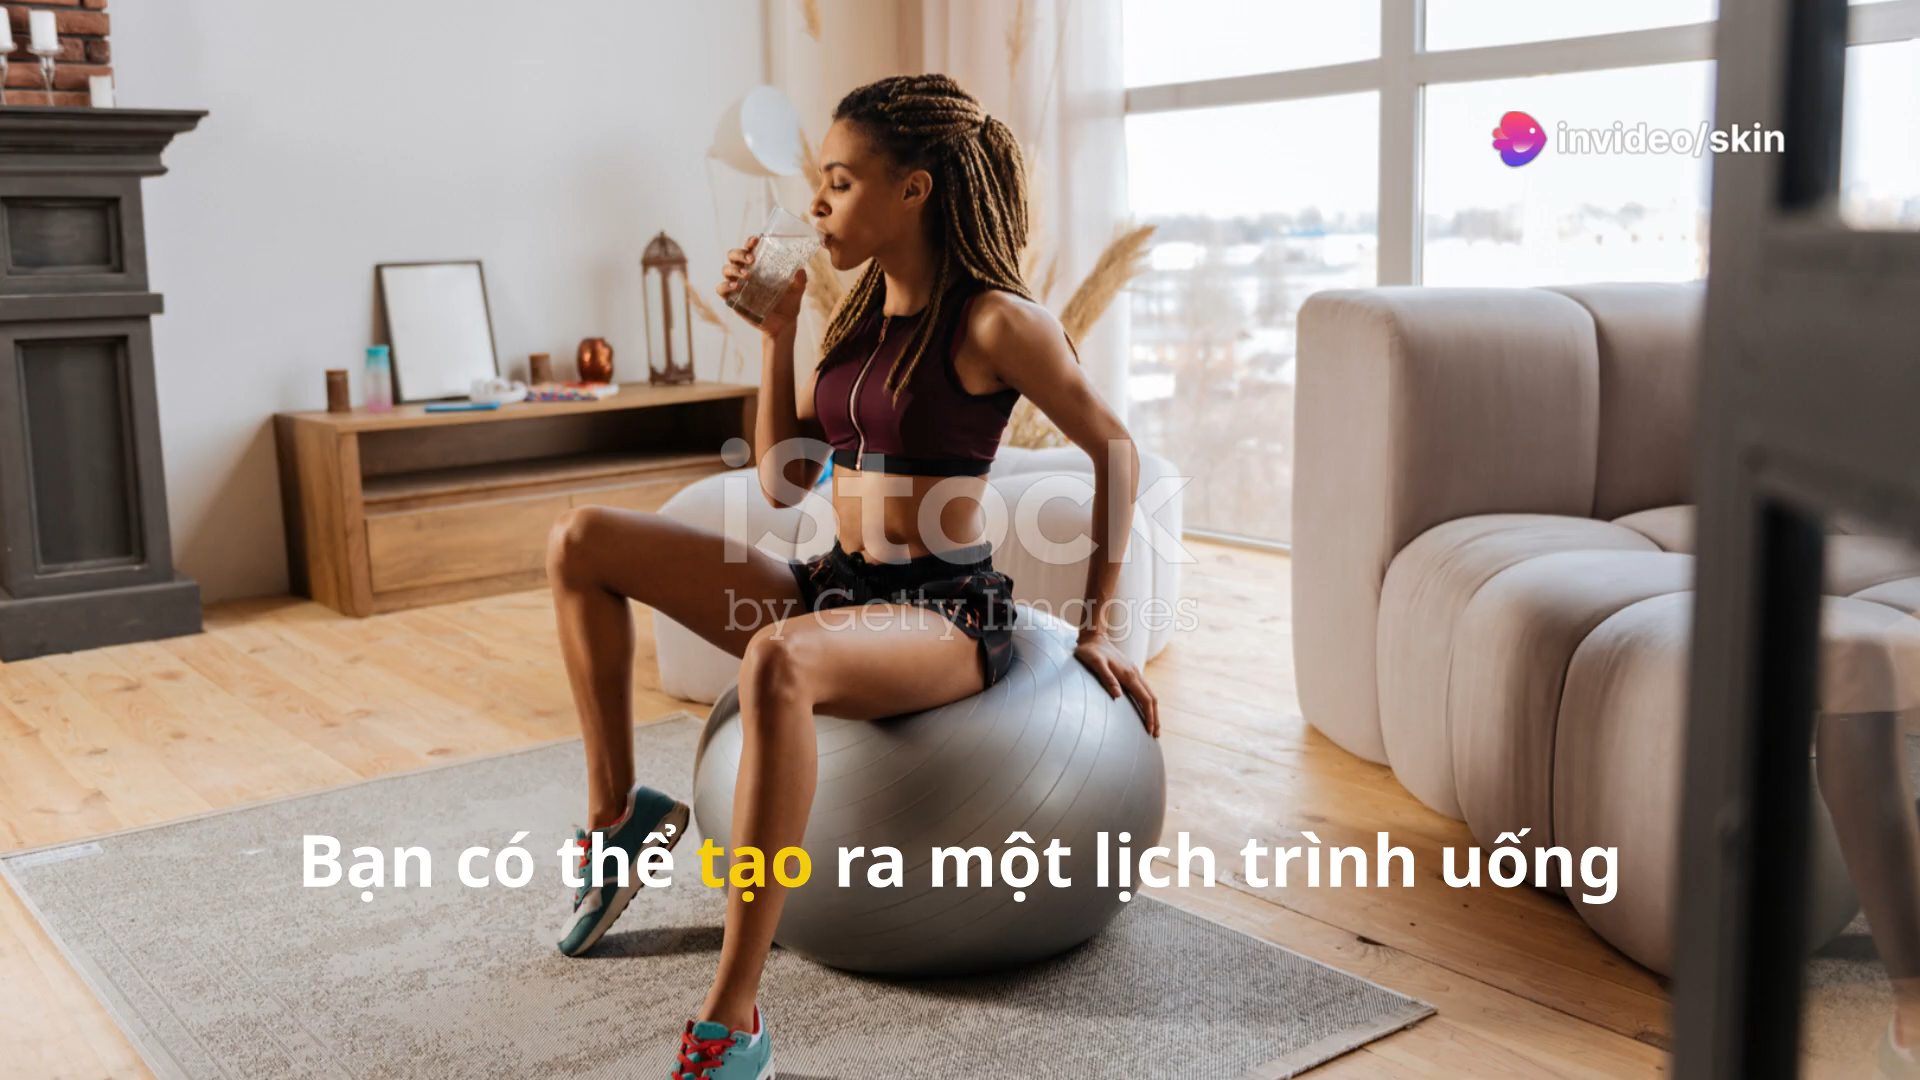 invideo/skin
iStock
by Getty Images
Bạn có thể tạo ra một lịch trình uống